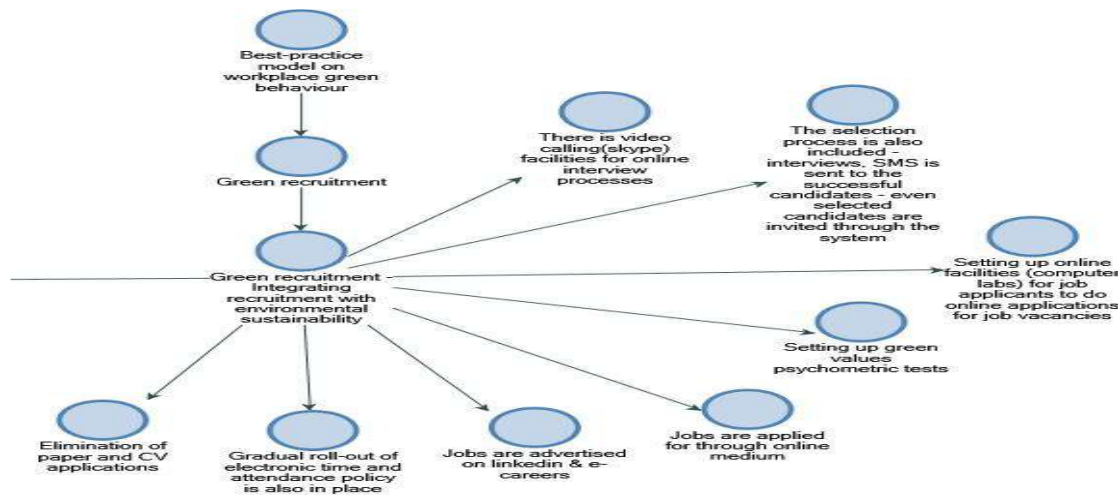 Best-practice
model on
workplace green
behaviour
Green recruitment
Green recruitment -
Integrating
recruitment with
environmental
sustainability
There is video
calling(skype)
facilities for online
interview
processes
The selection
process is also
included -
interviews, SMS is
sent to the
successful
candidates - even
selected
candidates are
invited through the
system
Setting up online
facilities (computer
labs) for job
applicants to do
online applications
for job vacancies
Setting up green
values
psychometric tests
Jobs are applied
for through online
medium
Jobs are advertised
on linkedin & e-
careers
Gradual roll-out of
electronic time and
attendance policy
is also in place
Elimination of
paper and CV
applications